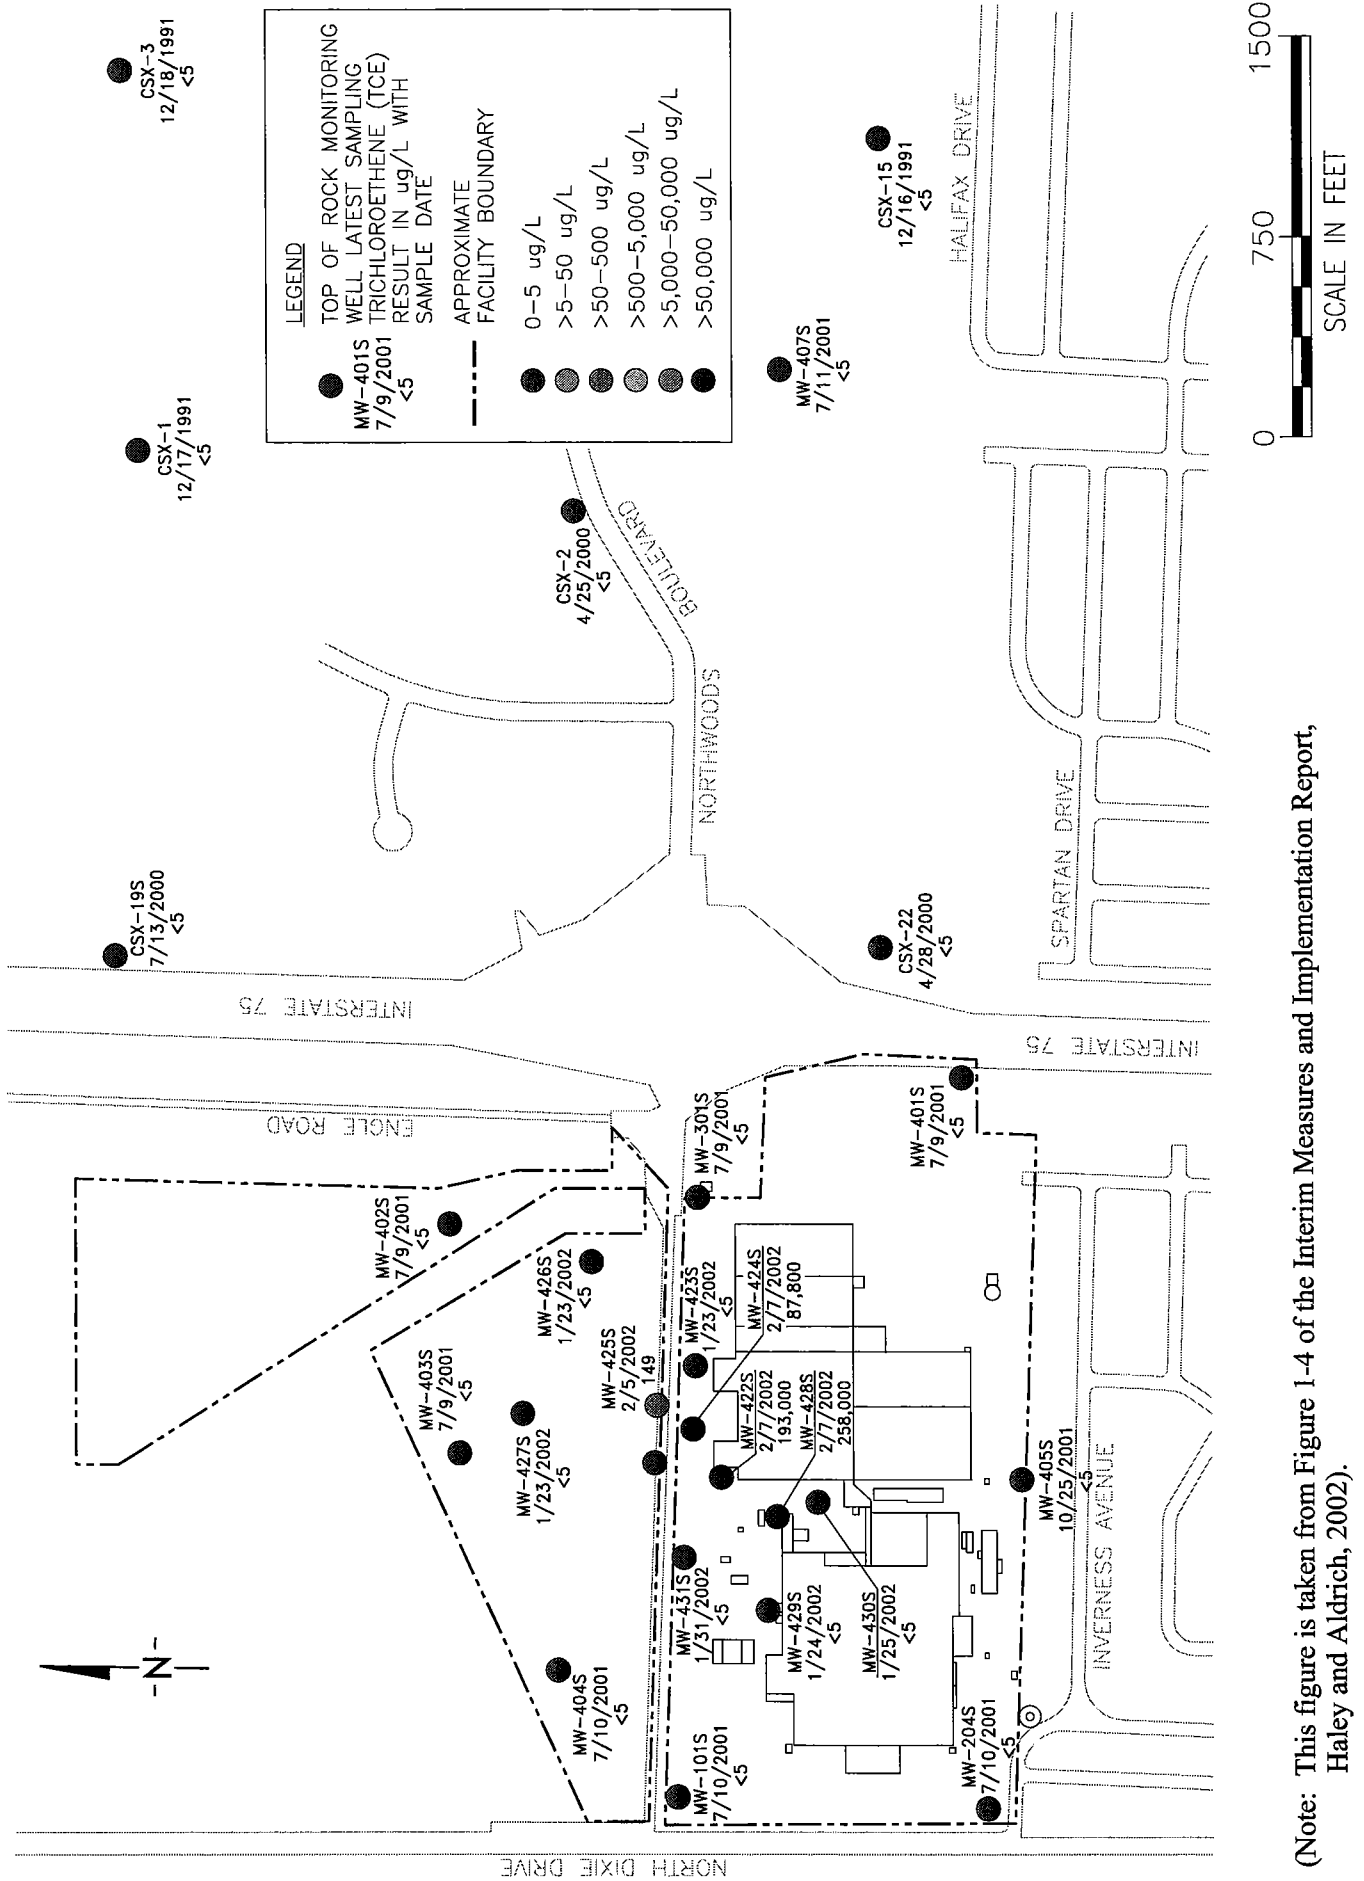 CSX-3
12/18/1991
<5
CSX-1
12/17/1991
<5
CSX-19S
7/13/2000
<5
LEGEND
MW-401S
7/9/2001
<5
TOP OF ROCK MONITORING
WELL LATEST SAMPLING
TRICHLOROETHENE (TCE)
RESULT IN ug/L WITH
SAMPLE DATE
APPROXIMATE
FACILITY BOUNDARY
0-5 ug/L
>5-50 ug/L
>50-500 ug/L
>500-5,000 ug/L
>5,000-50,000 ug/L
>50,000 ug/L
-N-
INTERSTATE 75
ENGLE ROAD
MW-402S
7/9/2001
<5
MW-403S
7/9/2001
<5
MW-426S
1/23/2002
<5
MW-427S
1/23/2002
<5
MW-425S
2/5/2002
149
MW-404S
7/10/2001
<5
CSX-2
4/25/2000
<5
NORTHWOODS
BOULEVARD
NORTH DIXIE DRIVE
MW-301S
7/9/2001
<5
MW-423S
1/23/2002
<5
MW-424S
2/7/2002
87,800
MW-422S
2/7/2002
193,000
MW-428S
2/7/2002
258,000
MW-431S
1/31/2002
<5
MW-429S
1/24/2002
<5
MW-430S
1/25/2002
<5
MW-101S
7/10/2001
<5
MW-204S
7/10/2001
<5
MW-401S
7/9/2001
<5
MW-405S
10/25/2001
<5
MW-407S
7/11/2001
<5
CSX-15
12/16/1991
<5
CSX-22
4/28/2000
<5
HALIFAX DRIVE
SPARTAN DRIVE
INTERSTATE 75
INVERNESS AVENUE
0 750 1500
SCALE IN FEET
(Note: This figure is taken from Figure 1-4 of the Interim Measures and Implementation Report,
Haley and Aldrich, 2002).